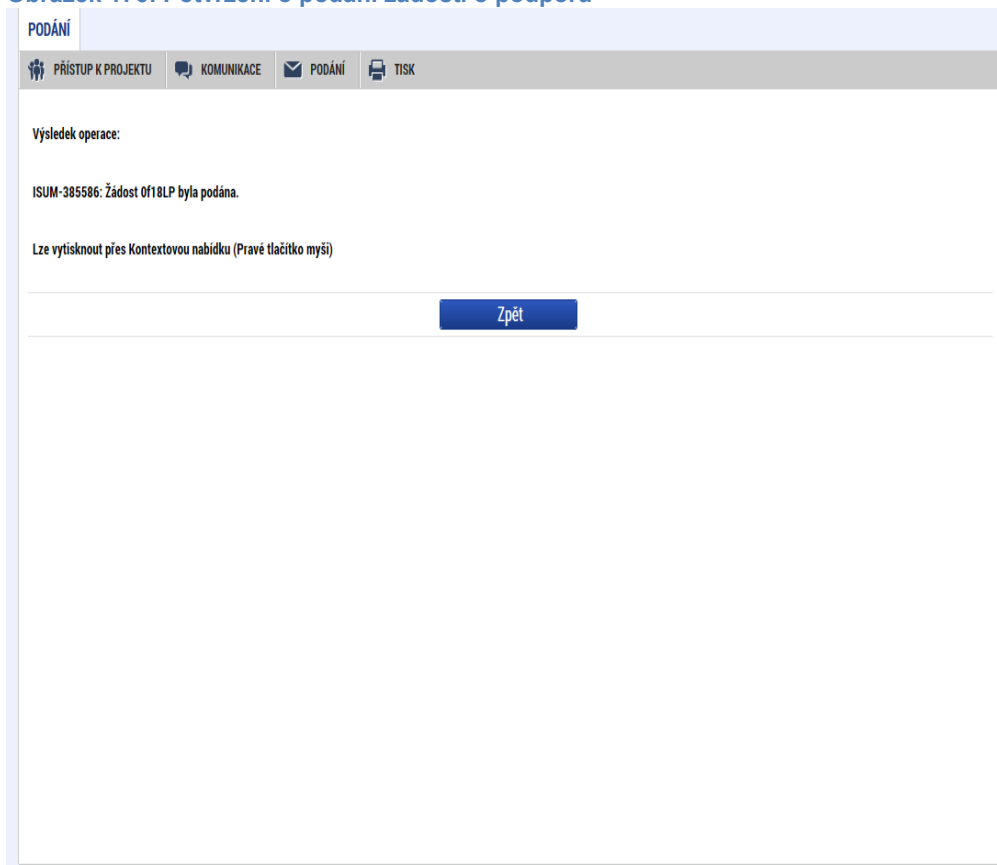 PODÁNÍ
PŘÍSTUP K PROJEKTU KOMUNIKACE PODÁNÍ TISK
Výsledek operace:
ISUM-385586: Žádost 0f18LP byla podána.
Lze vytisknout přes Kontextovou nabídku (Pravé tlačítko myši)
Zpět